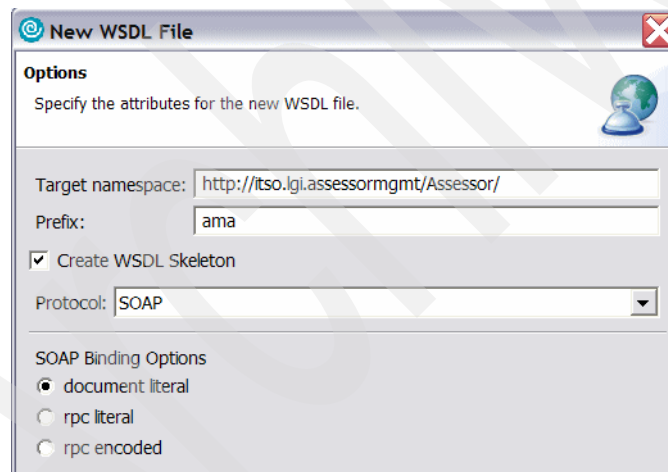 New WSDL File
Options
Specify the attributes for the new WSDL file.
Target namespace: http://itso.lgi.assessormgmt/Assessor/
Prefix: ama
Create WSDL Skeleton
Protocol: SOAP
SOAP Binding Options
document literal
rpc literal
rpc encoded